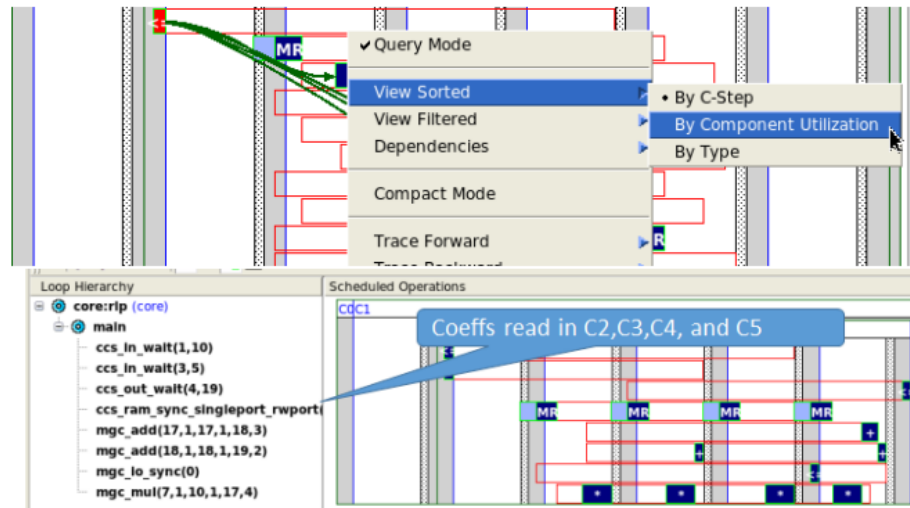 MR
✔Query Mode
View Sorted
• By C-Step
View Filtered
By Component Utilization
Dependencies
By Type
Compact Mode
Trace Forward
R
Loop Hierarchy
Scheduled Operations
core:rlp (core)
C0C1
main
Coeffs read in C2,C3,C4, and C5
ccs_in_wait(1,10)
ccs_in_wait(3,5)
ccs_out_wait(4,19)
ccs_ram_sync_singleport_rwport(
MR MR MR MR
mgc_add(17,1,17,1,18,3)
+
mgc_add(18,1,18,1,19,2)
+ +
mgc_io_sync(0)
mgc_mul(7,1,10,1,17,4)
* * * *